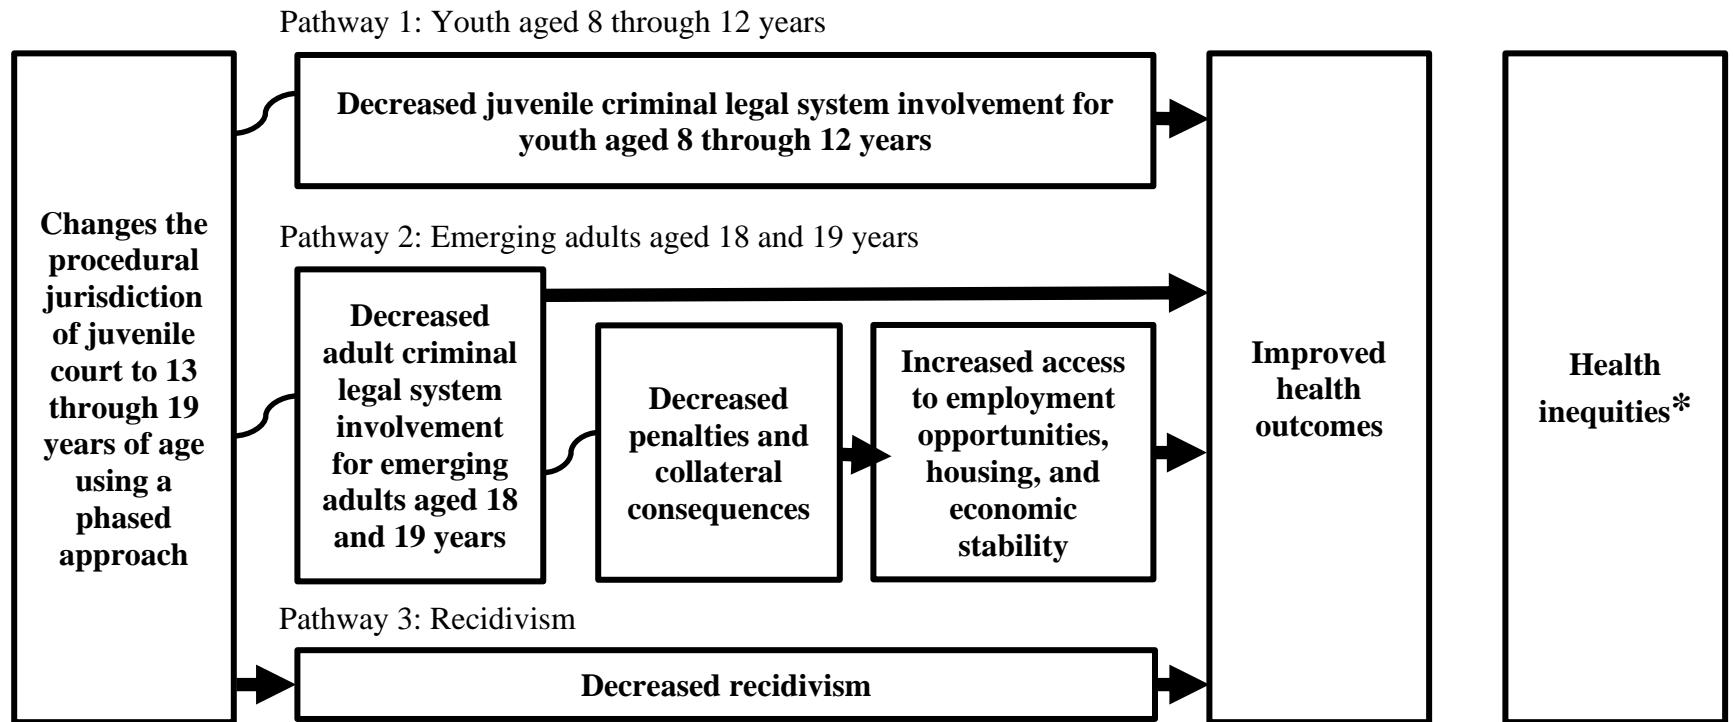 Pathway 1: Youth aged 8 through 12 years
Decreased juvenile criminal legal system involvement for
youth aged 8 through 12 years
Changes the
procedural
jurisdiction
of juvenile
court to 13
through 19
years of age
using a
phased
approach
Pathway 2: Emerging adults aged 18 and 19 years
Decreased
adult criminal
legal system
involvement
for emerging
adults aged 18
and 19 years
Decreased
penalties and
collateral
consequences
Increased access
to employment
opportunities,
housing, and
economic
stability
Improved
health
outcomes
Health
inequities*
Pathway 3: Recidivism
Decreased recidivism